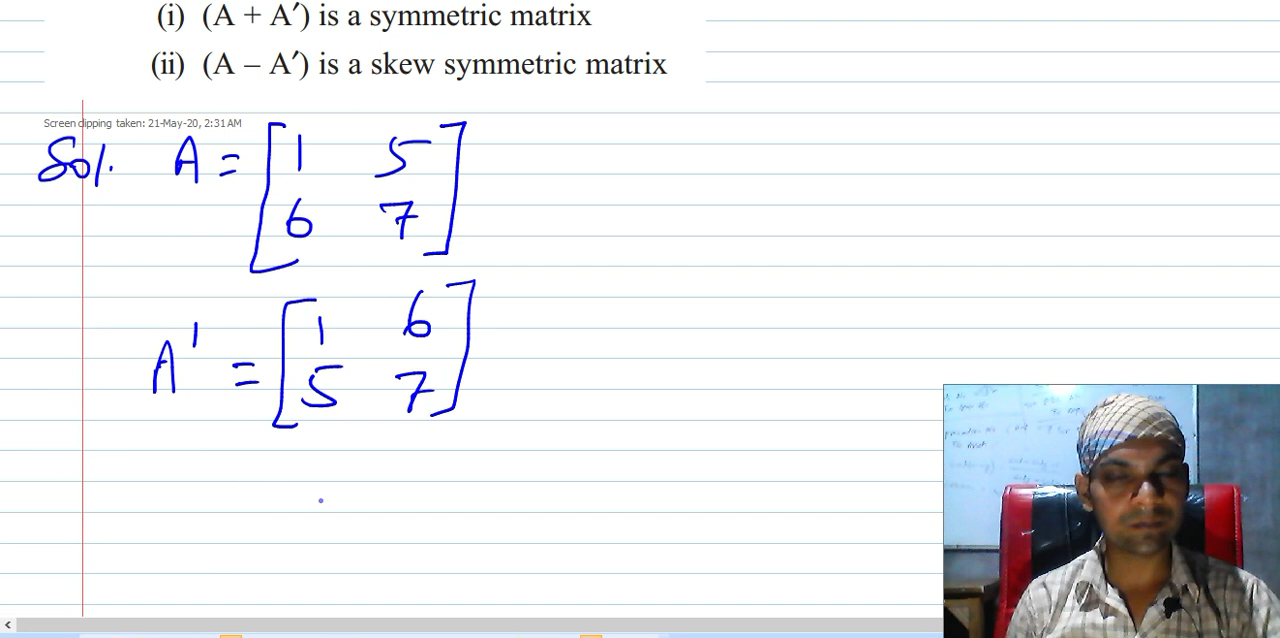 (i) (A + A′) is a symmetric matrix
(ii) (A – A′) is a skew symmetric matrix
Screen clipping taken: 21-May-20, 2:31 AM
Sol. A = [1 5
6 7]
A' = [1 6
5 7]